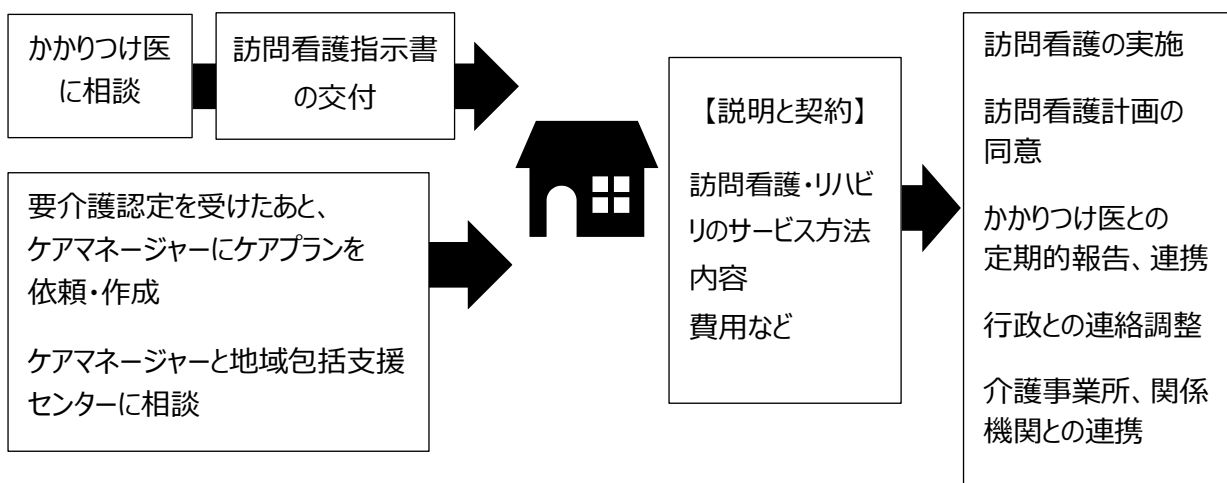 かかりつけ医
に相談
訪問看護指示書
の交付
要介護認定を受けたあと、
ケアマネージャーにケアプランを
依頼・作成
ケアマネージャーと地域包括支援
センターに相談
【説明と契約】
訪問看護・リハビ
リのサービス方法
内容
費用など
訪問看護の実施
訪問看護計画の
同意
かかりつけ医との
定期的報告、連携
行政との連絡調整
介護事業所、関係
機関との連携